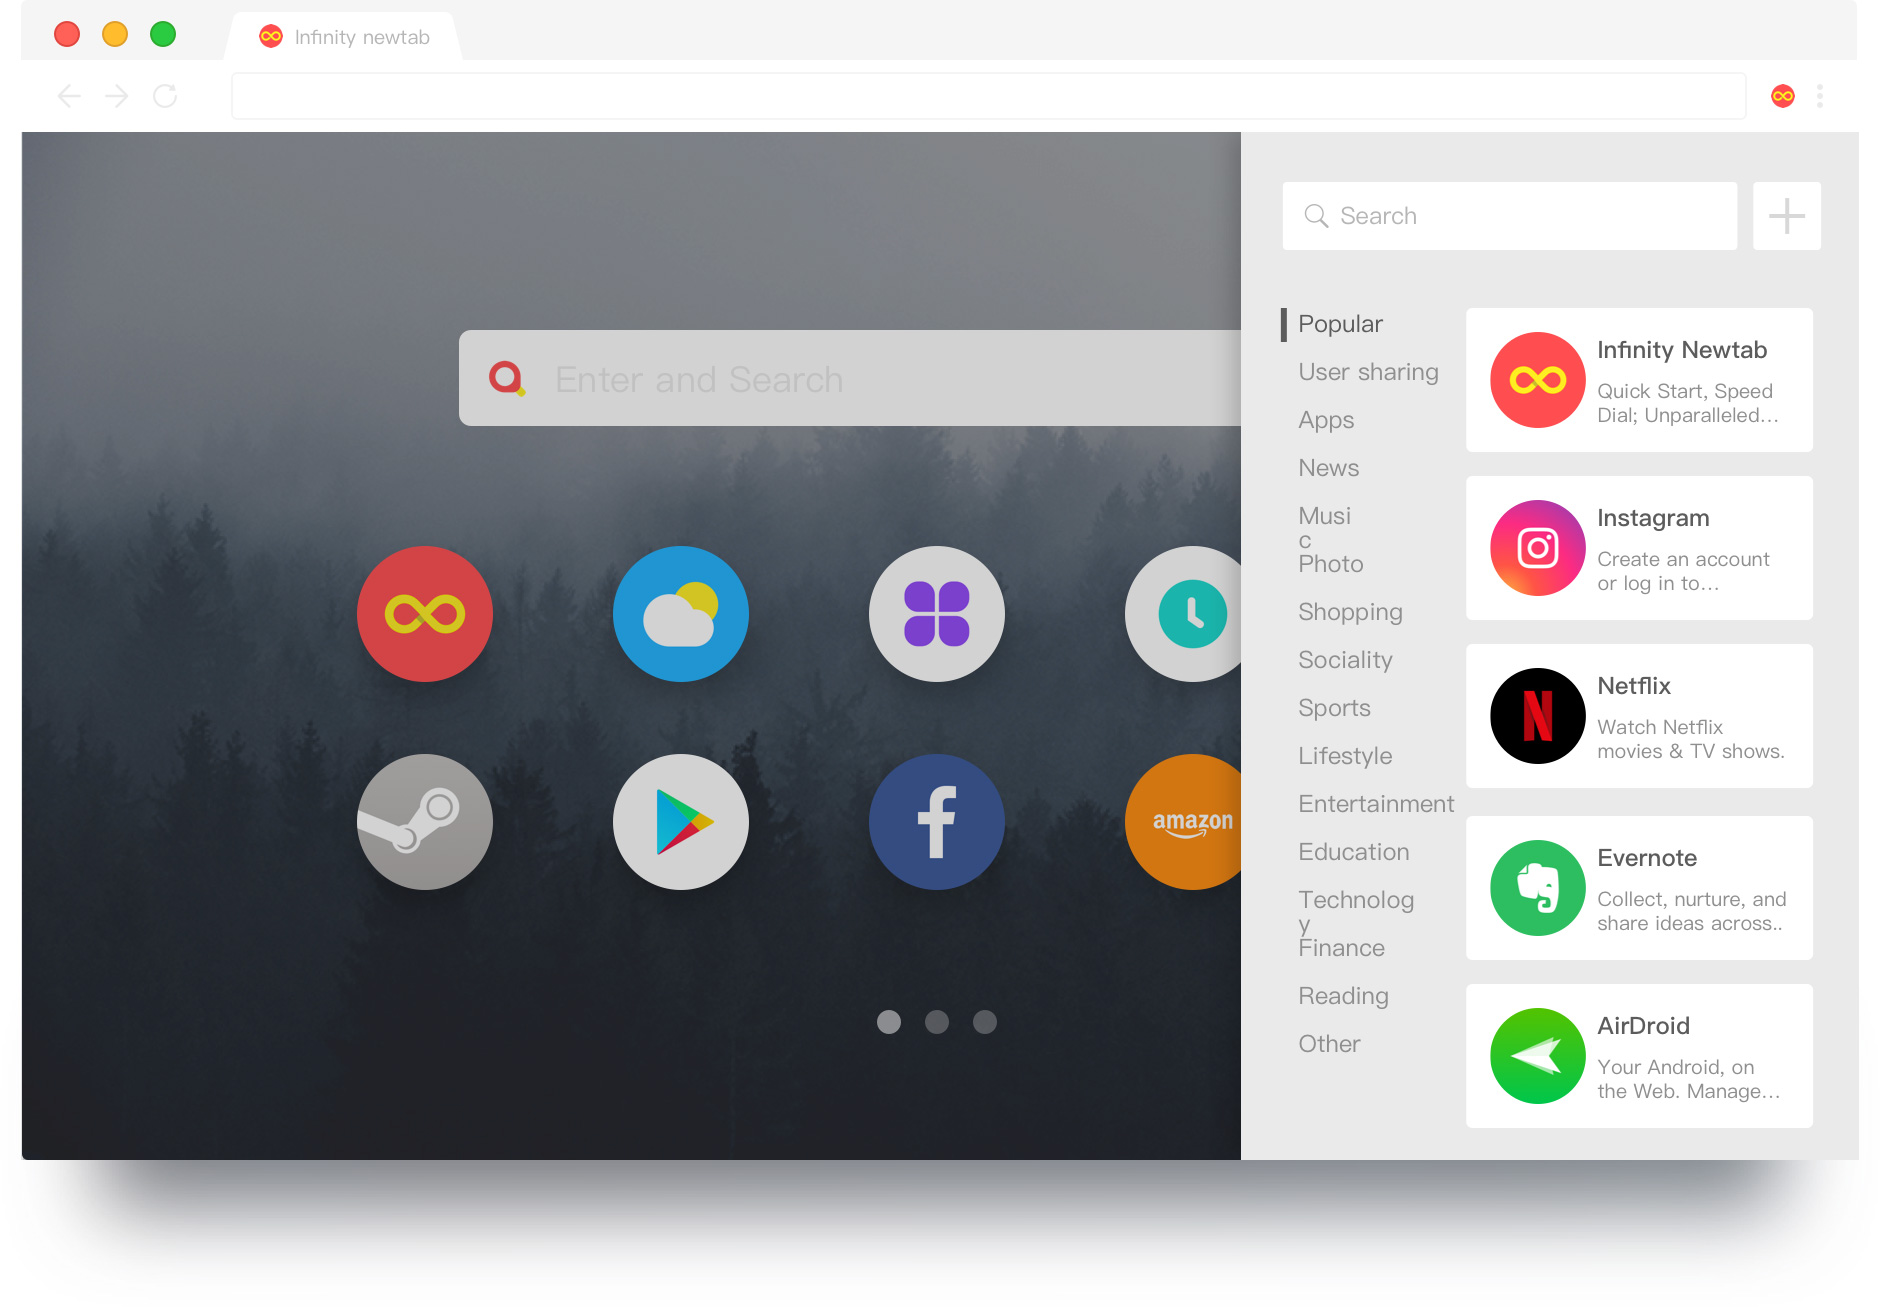 Infinity newtab
Search
Enter and Search
amazon
Popular
User sharing
Apps
News
Musi
c
Photo
Shopping
Sociality
Sports
Lifestyle
Entertainment
Education
Technolog
y
Finance
Reading
Other
Infinity Newtab
Quick Start, Speed
Dial; Unparalleled...
Instagram
Create an account
or log in to...
Netflix
Watch Netflix
movies & TV shows.
Evernote
Collect, nurture, and
share ideas across..
AirDroid
Your Android, on
the Web. Manage...